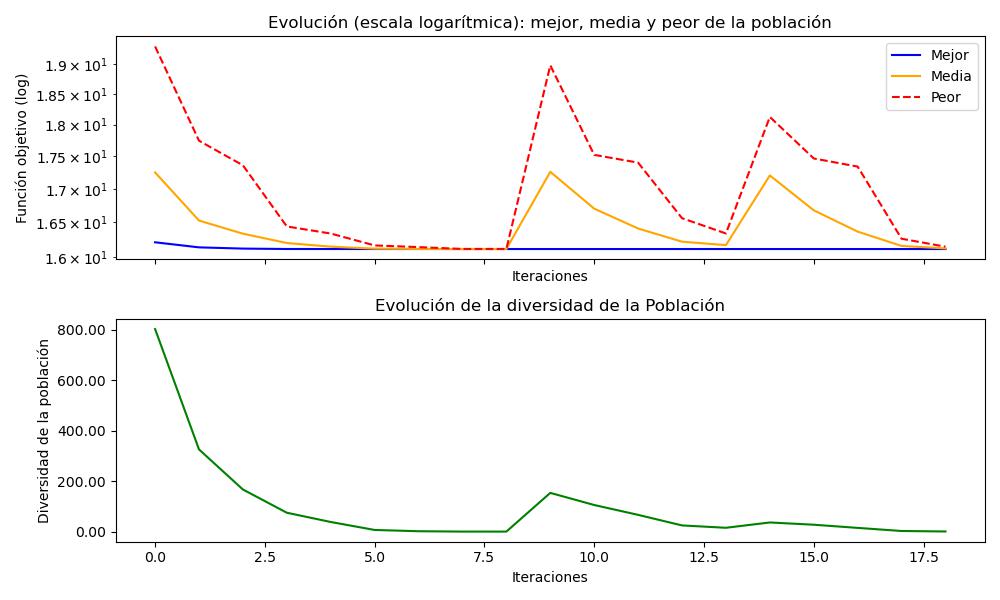 Evolución (escala logarítmica): mejor, media y peor de la población
Función objetivo (log)
1.9 × 10¹
1.85 × 10¹
1.8 × 10¹
1.75 × 10¹
1.7 × 10¹
1.65 × 10¹
1.6 × 10¹
Mejor
Media
Peor
Iteraciones
Evolución de la diversidad de la Población
Diversidad de la población
800.00
600.00
400.00
200.00
0.00
0.0 2.5 5.0 7.5 10.0 12.5 15.0 17.5
Iteraciones